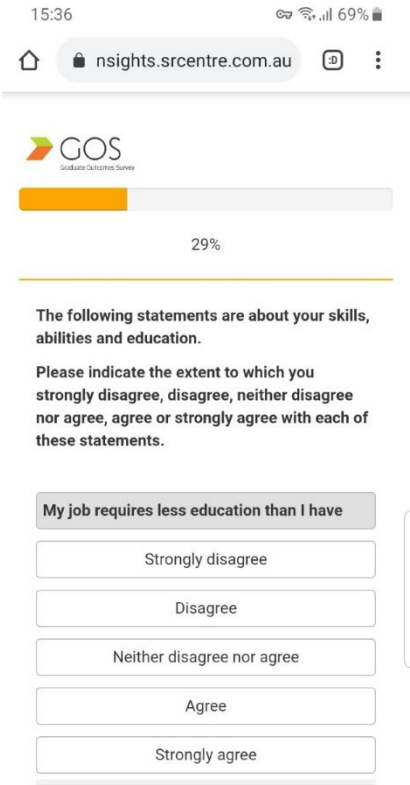 15:36
69%
nsights.srcentre.com.au
:D
GOS
Graduate Outcomes Survey
29%
The following statements are about your skills,
abilities and education.
Please indicate the extent to which you
strongly disagree, disagree, neither disagree
nor agree, agree or strongly agree with each of
these statements.
My job requires less education than I have
Strongly disagree
Disagree
Neither disagree nor agree
Agree
Strongly agree